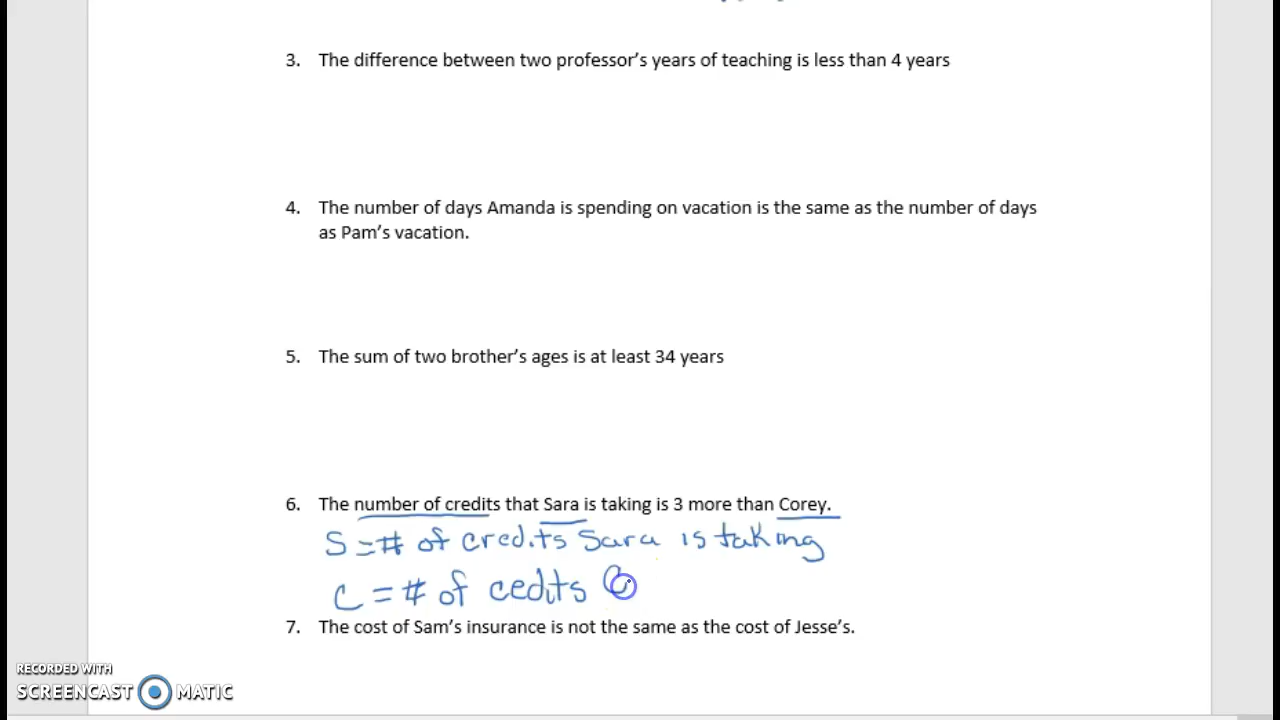 3. The difference between two professor's years of teaching is less than 4 years
4. The number of days Amanda is spending on vacation is the same as the number of days
as Pam's vacation.
5. The sum of two brother's ages is at least 34 years
6. The number of credits that Sara is taking is 3 more than Corey.
S = # of credits Sara is taking
C = # of cedits
7. The cost of Sam's insurance is not the same as the cost of Jesse's.
RECORDED WITH
SCREENCAST MATIC